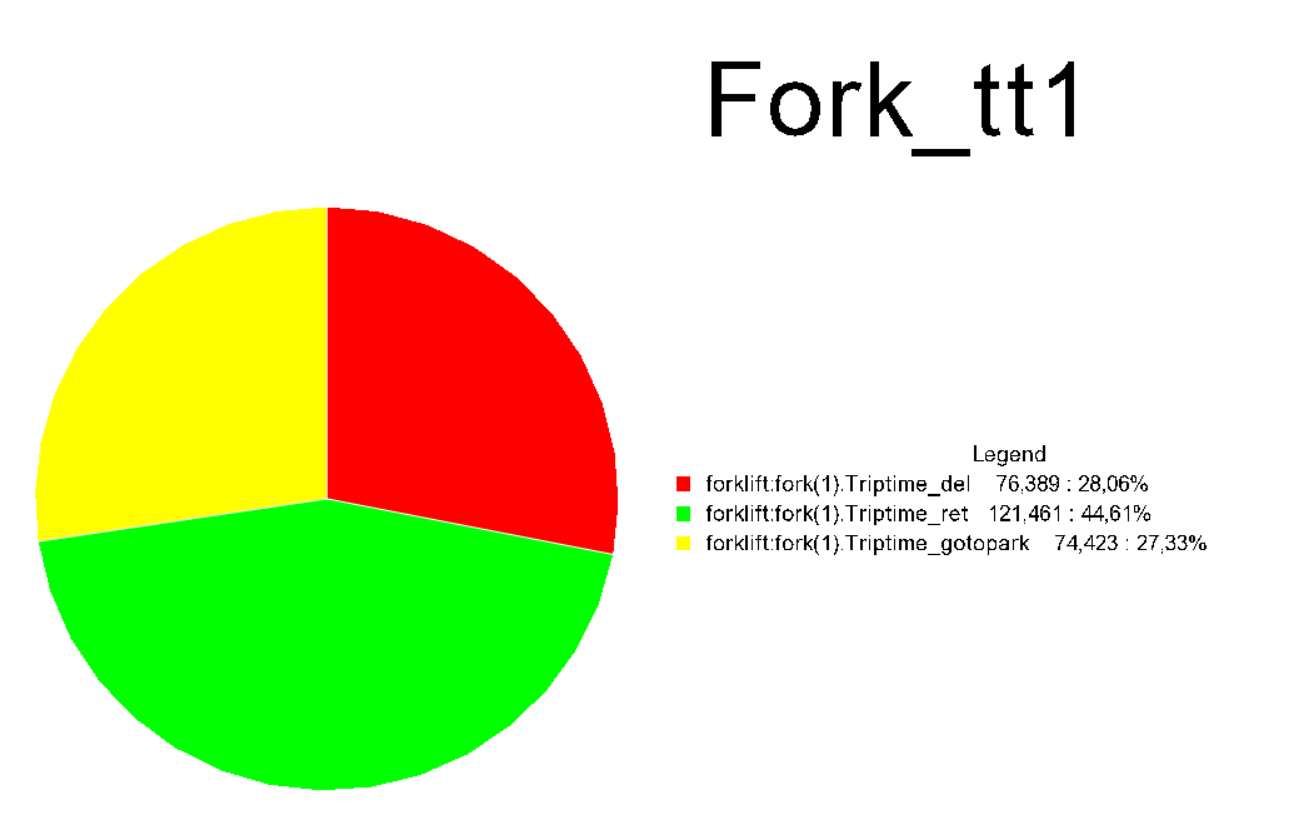 Fork_tt1
Legend
forklift:fork(1).Triptime_del 76,389 : 28,06%
forklift:fork(1).Triptime_ret 121,461 : 44,61%
forklift:fork(1).Triptime_gotopark 74,423 : 27,33%